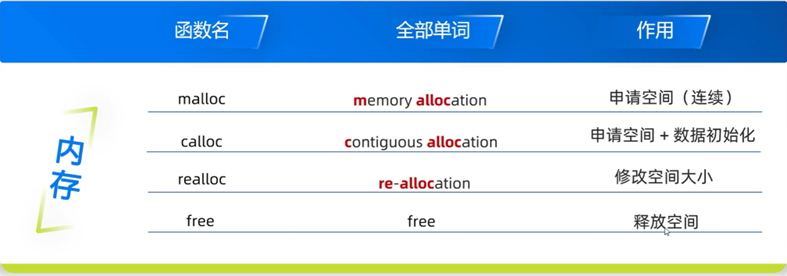 函数名 全部单词 作用
malloc memory allocation 申请空间（连续）
calloc contiguous allocation 申请空间 + 数据初始化
realloc re-allocation 修改空间大小
free free 释放空间
内存